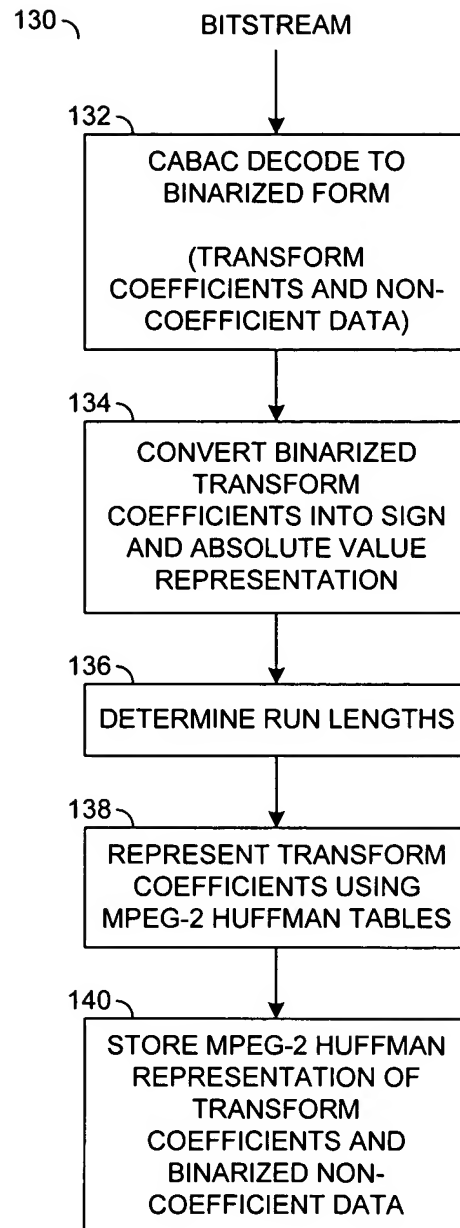 130
BITSTREAM
132
CABAC DECODE TO
BINARIZED FORM
(TRANSFORM
COEFFICIENTS AND NON-
COEFFICIENT DATA)
134
CONVERT BINARIZED
TRANSFORM
COEFFICIENTS INTO SIGN
AND ABSOLUTE VALUE
REPRESENTATION
136
DETERMINE RUN LENGTHS
138
REPRESENT TRANSFORM
COEFFICIENTS USING
MPEG-2 HUFFMAN TABLES
140
STORE MPEG-2 HUFFMAN
REPRESENTATION OF
TRANSFORM
COEFFICIENTS AND
BINARIZED NON-
COEFFICIENT DATA